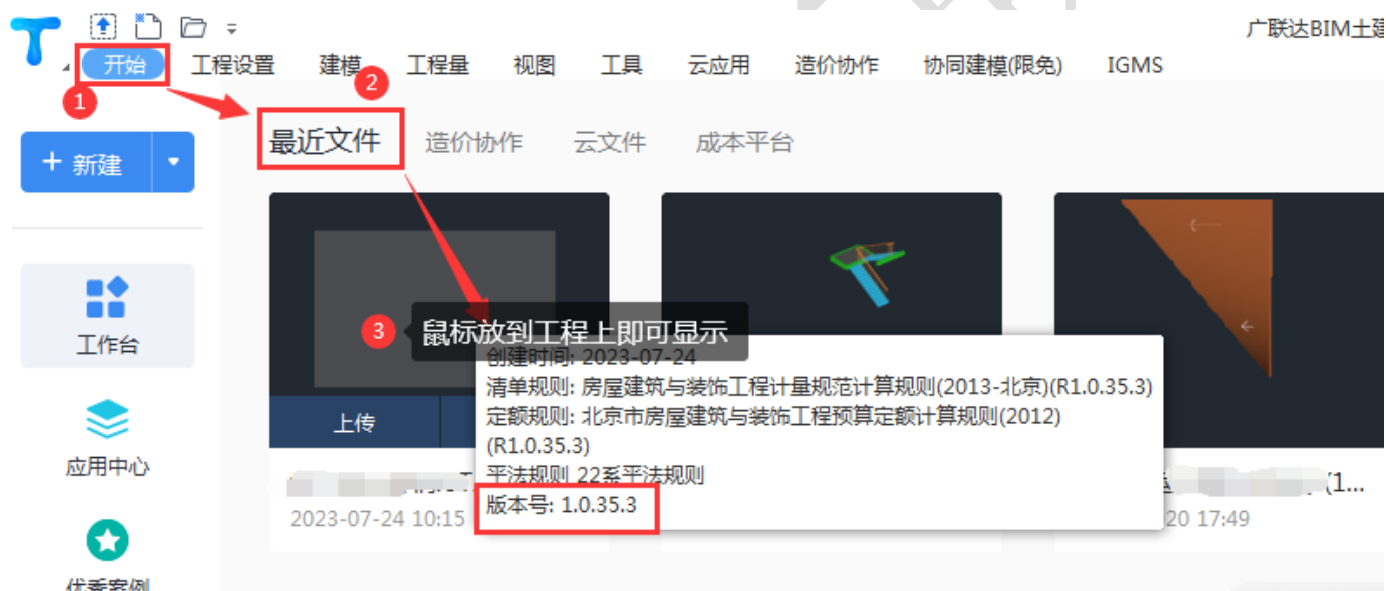 广联达BIM土建
开始 工程设置 建模 工程量 视图 工具 云应用 造价协作 协同建模(限免) IGMS
1
2
最近文件 造价协作 云文件 成本平台
+ 新建
3
鼠标放到工程上即可显示
创建时间: 2023-07-24
清单规则: 房屋建筑与装饰工程计量规范计算规则(2013-北京)(R1.0.35.3)
定额规则: 北京市房屋建筑与装饰工程预算定额计算规则(2012)
(R1.0.35.3)
平法规则 22系平法规则
版本号: 1.0.35.3
上传
2023-07-24 10:15
(1...
20 17:49
工作台
应用中心
优秀案例